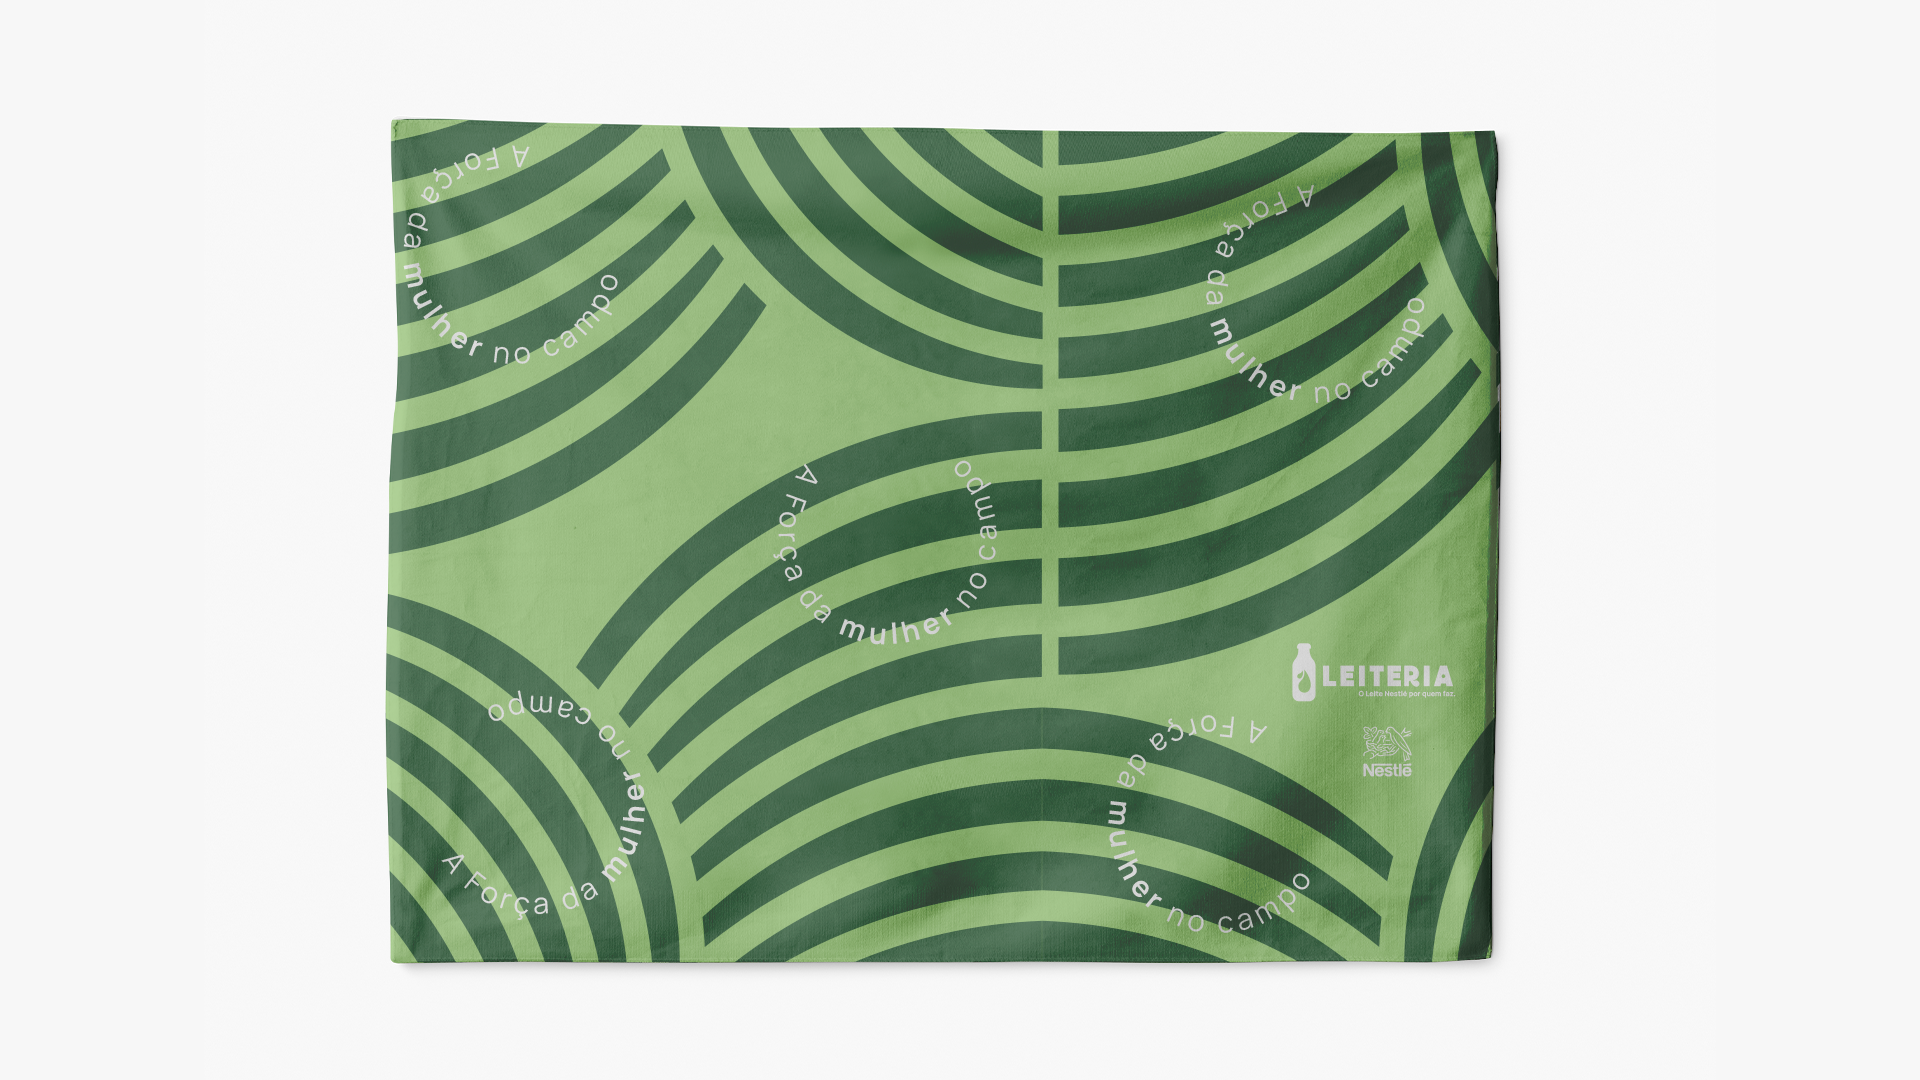 A Força da mulher no campo
A Força da mulher no campo
A Força da mulher no campo
LEITERIA
O Leite Nestlé por quem faz.
A Força da mulher no campo
A Força da mulher no campo
Nestlé